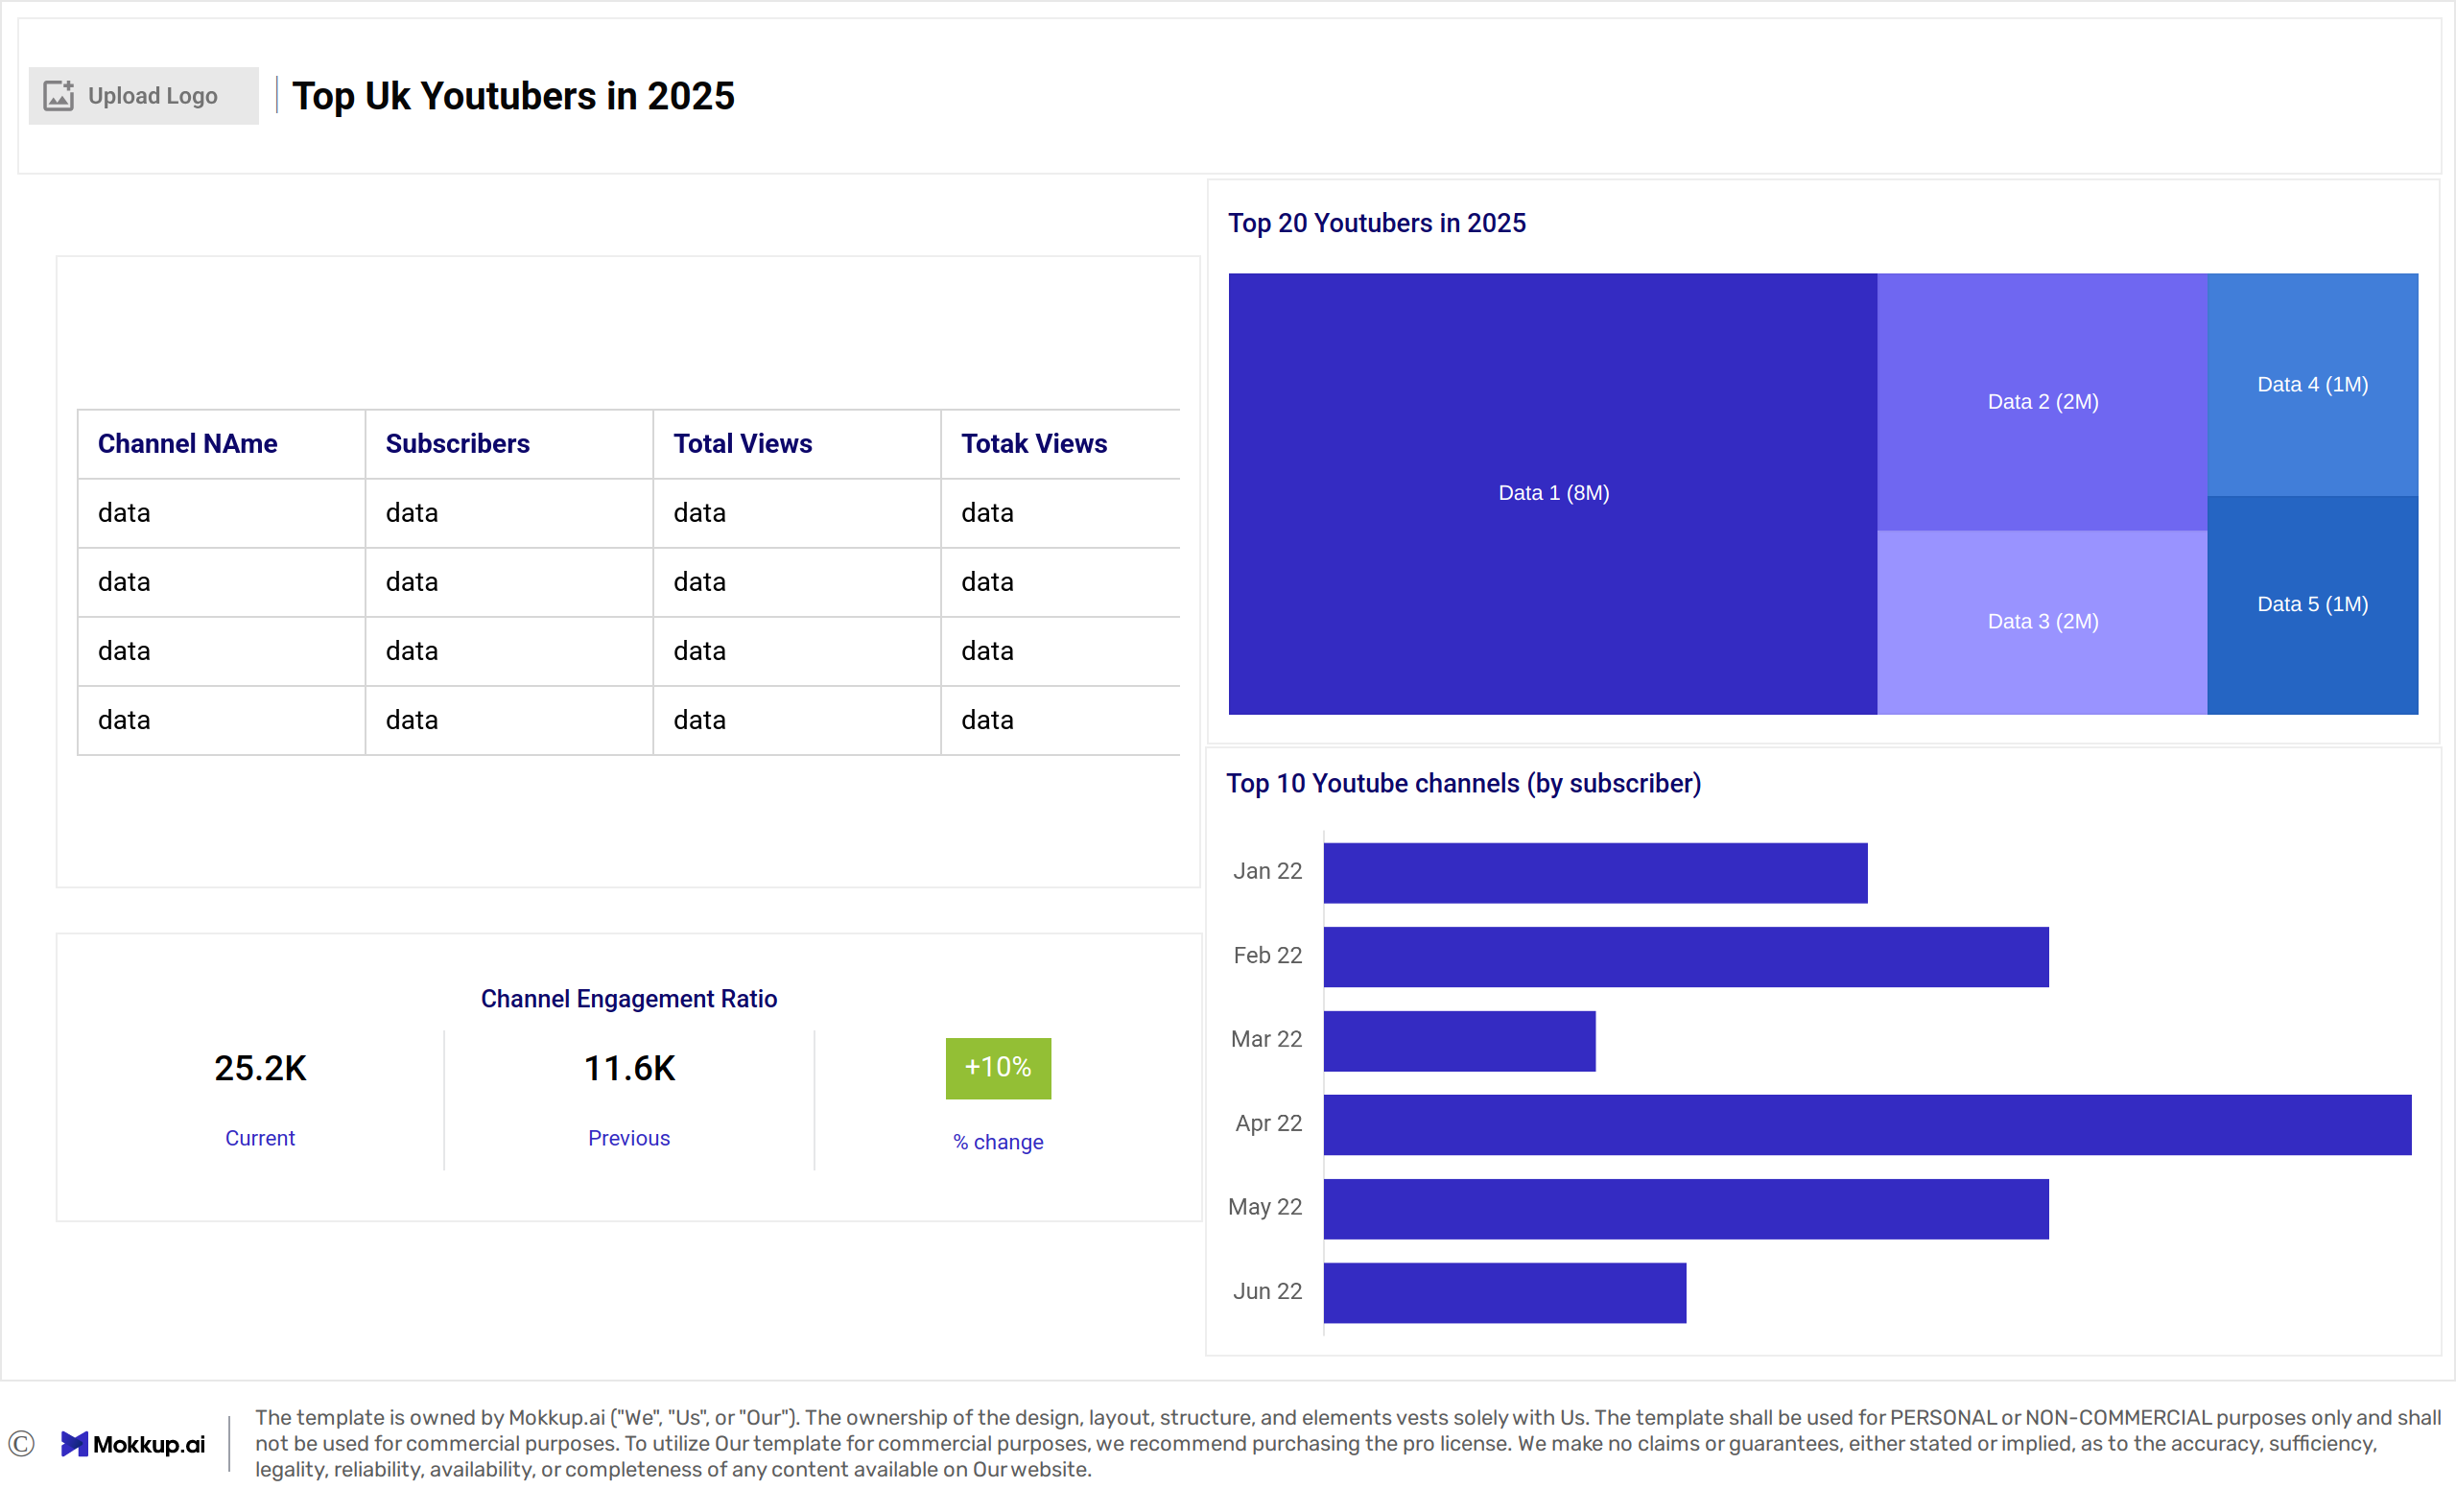 Upload Logo
Top Uk Youtubers in 2025
Channel NAme Subscribers Total Views Totak Views
data data data data
data data data data
data data data data
data data data data
Channel Engagement Ratio
25.2K 11.6K +10%
Current Previous % change
Top 20 Youtubers in 2025
Data 1 (8M)
Data 2 (2M)
Data 3 (2M)
Data 4 (1M)
Data 5 (1M)
Top 10 Youtube channels (by subscriber)
Jan 22
Feb 22
Mar 22
Apr 22
May 22
Jun 22
© Mokkup.ai
The template is owned by Mokkup.ai ("We", "Us", or "Our"). The ownership of the design, layout, structure, and elements vests solely with Us. The template shall be used for PERSONAL or NON-COMMERCIAL purposes only and shall
not be used for commercial purposes. To utilize Our template for commercial purposes, we recommend purchasing the pro license. We make no claims or guarantees, either stated or implied, as to the accuracy, sufficiency,
legality, reliability, availability, or completeness of any content available on Our website.